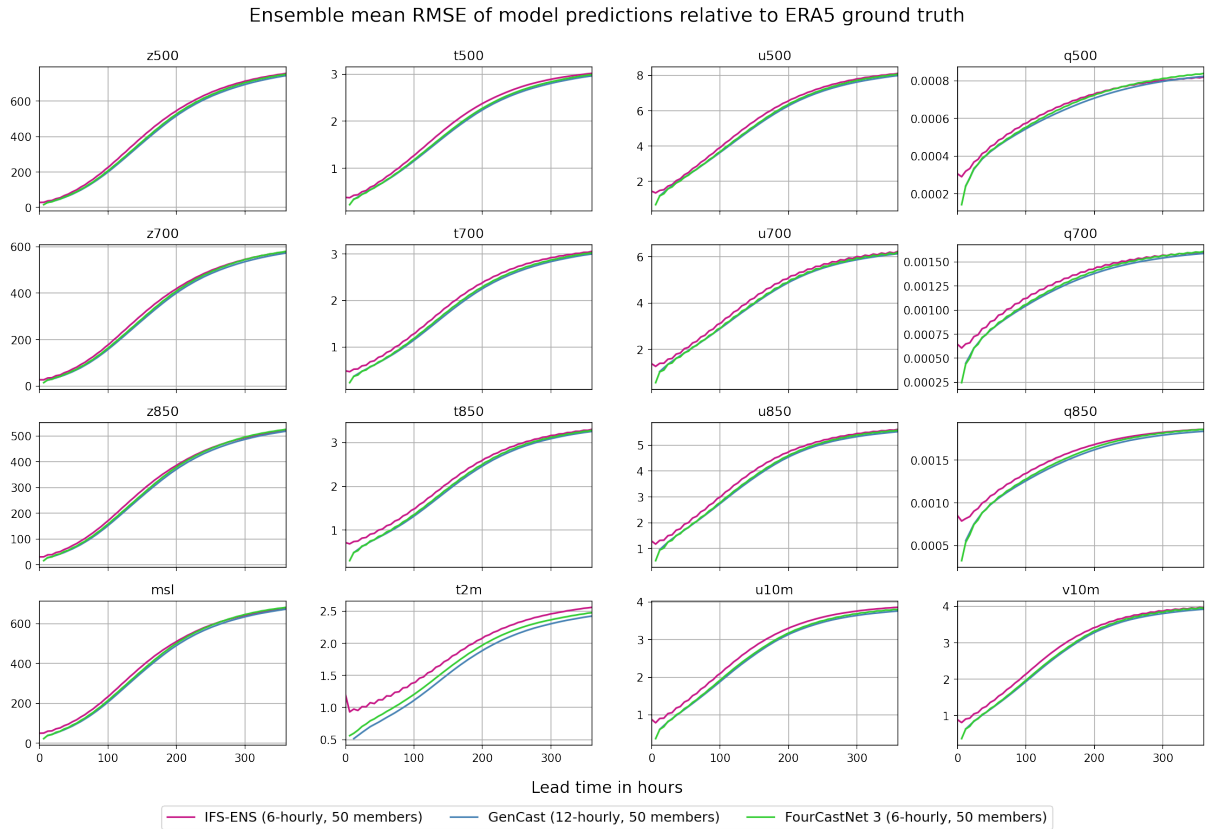 Ensemble mean RMSE of model predictions relative to ERA5 ground truth
z500
t500
u500
q500
600
400
200
0
3
2
1
8
6
4
2
0.0008
0.0006
0.0004
0.0002
z700
t700
u700
q700
600
400
200
0
3
2
1
6
4
2
0.00150
0.00125
0.00100
0.00075
0.00050
0.00025
z850
t850
u850
q850
500
400
300
200
100
0
3
2
1
5
4
3
2
1
0.0015
0.0010
0.0005
msl
t2m
u10m
v10m
600
400
200
0
2.5
2.0
1.5
1.0
0.5
4
3
2
1
4
3
2
1
0 100 200 300
0 100 200 300
0 100 200 300
0 100 200 300
Lead time in hours
IFS-ENS (6-hourly, 50 members) GenCast (12-hourly, 50 members) FourCastNet 3 (6-hourly, 50 members)